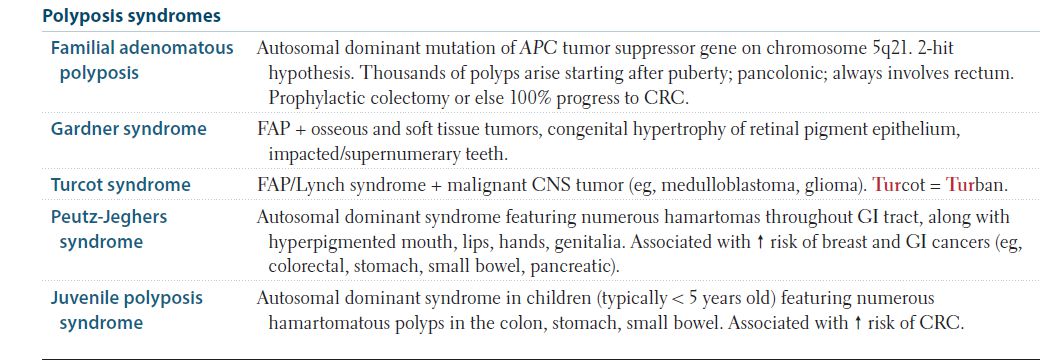 Polyposis syndromes
Familial adenomatous polyposis
Autosomal dominant mutation of APC tumor suppressor gene on chromosome 5q21. 2-hit
hypothesis. Thousands of polyps arise starting after puberty; pancolonic; always involves rectum.
Prophylactic colectomy or else 100% progress to CRC.
Gardner syndrome
FAP + osseous and soft tissue tumors, congenital hypertrophy of retinal pigment epithelium,
impacted/supernumerary teeth.
Turcot syndrome
FAP/Lynch syndrome + malignant CNS tumor (eg, medulloblastoma, glioma). Turcot = Turban.
Peutz-Jeghers
syndrome
Autosomal dominant syndrome featuring numerous hamartomas throughout GI tract, along with
hyperpigmented mouth, lips, hands, genitalia. Associated with ↑ risk of breast and GI cancers (eg,
colorectal, stomach, small bowel, pancreatic).
Juvenile polyposis
syndrome
Autosomal dominant syndrome in children (typically < 5 years old) featuring numerous
hamartomatous polyps in the colon, stomach, small bowel. Associated with ↑ risk of CRC.